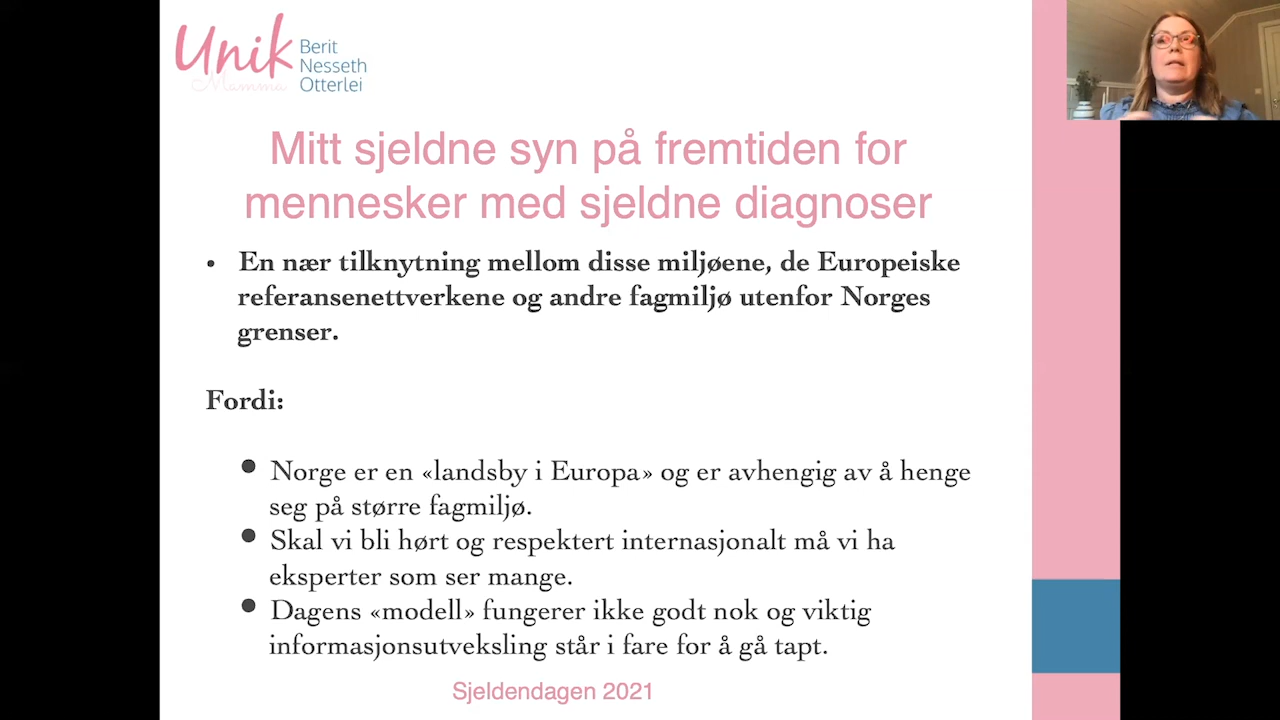 Unik
Mamma
Berit
Nesseth
Otterlei
Mitt sjeldne syn på fremtiden for
mennesker med sjeldne diagnoser
• En nær tilknytning mellom disse miljøene, de Europeiske
referansenettverkene og andre fagmiljø utenfor Norges
grenser.
Fordi:
• Norge er en «landsby i Europa» og er avhengig av å henge
seg på større fagmiljø.
• Skal vi bli hørt og respektert internasjonalt må vi ha
eksperter som ser mange.
• Dagens «modell» fungerer ikke godt nok og viktig
informasjonsutveksling står i fare for å gå tapt.
Sjeldendagen 2021